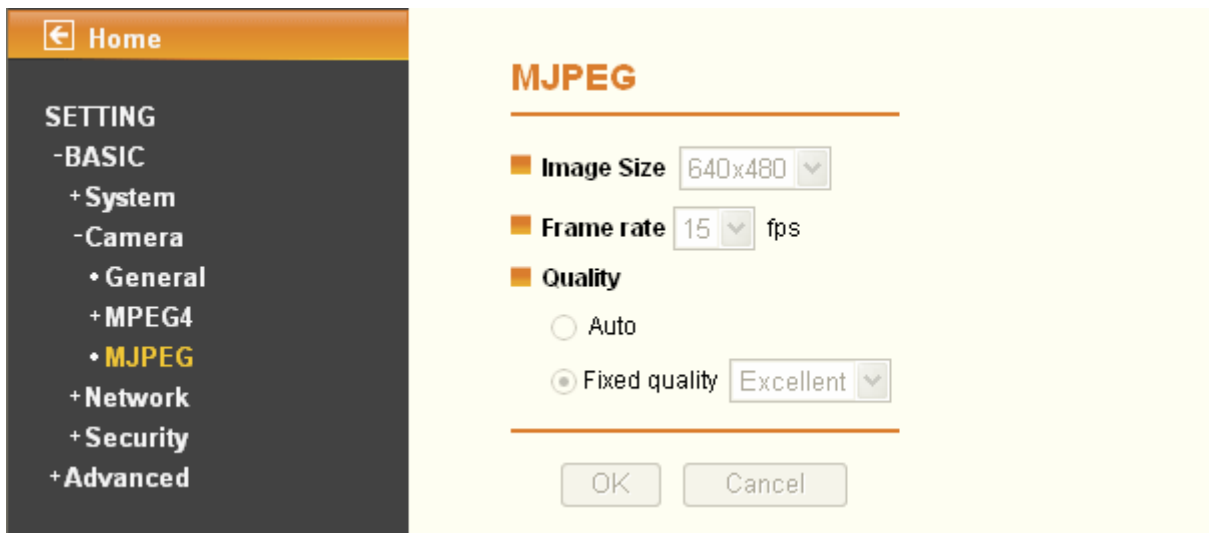 Home
SETTING
-BASIC
+System
-Camera
•General
+MPEG4
•MJPEG
+Network
+Security
+Advanced
MJPEG
Image Size 640x480
Frame rate 15 fps
Quality
Auto
Fixed quality Excellent
OK Cancel